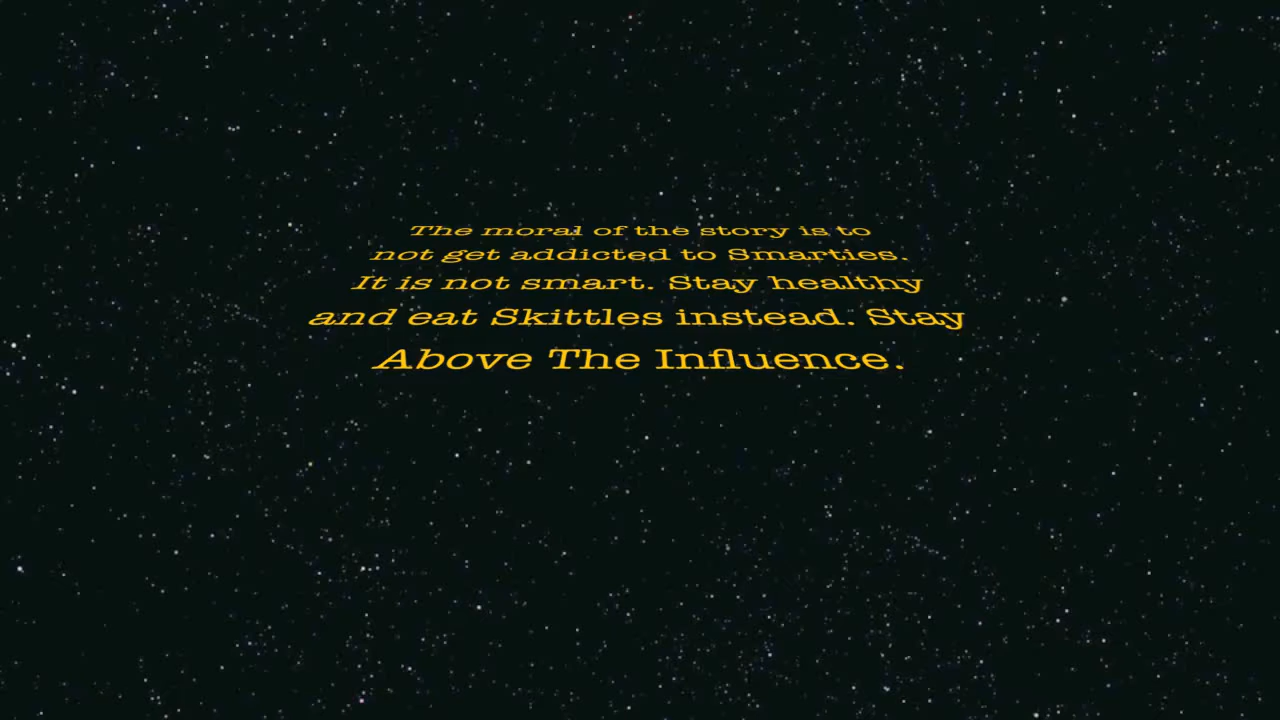 The moral of the story is to
not get addicted to Smarties.
It is not smart. Stay healthy
and eat Skittles instead. Stay
Above The Influence.